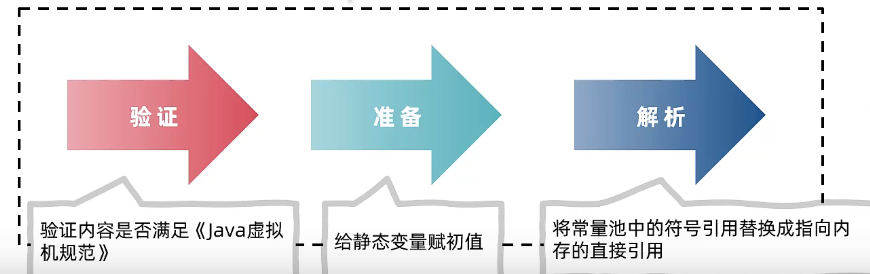 验证
准备
解析
验证内容是否满足《Java虚拟
机规范》
给静态变量赋初值
将常量池中的符号引用替换成指向内
存的直接引用